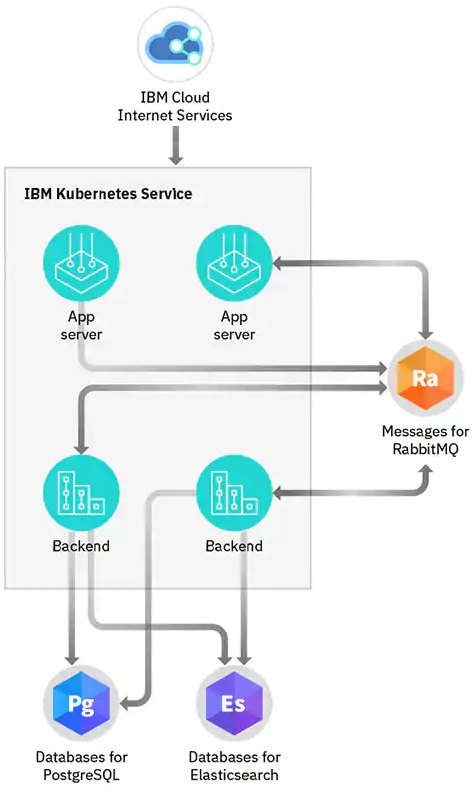 IBM Cloud
Internet Services
IBM Kubernetes Service
App
server
App
server
Ra
Messages for
RabbitMQ
Backend
Backend
Pg
Es
Databases for
PostgreSQL
Databases for
Elasticsearch